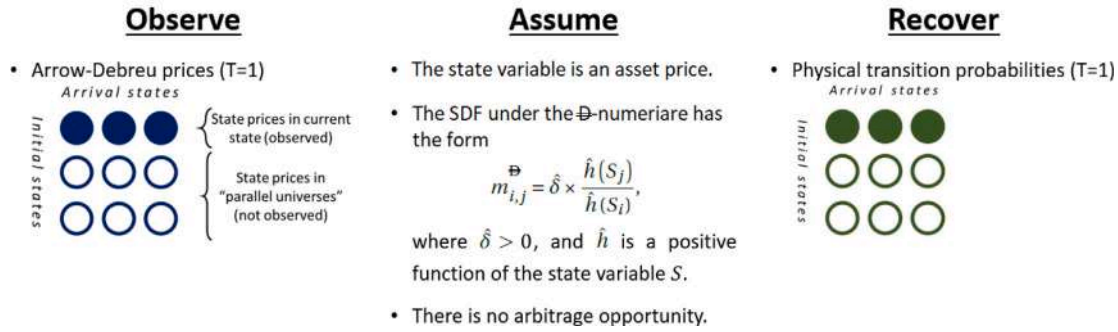 Observe
• Arrow-Debreu prices (T=1)
Arrival states
Initial states
State prices in current
state (observed)
State prices in
"parallel universes"
(not observed)
Assume
• The state variable is an asset price.
• The SDF under the Ð-numeriare has
the form
m^Ð_{i,j} = δ̂ × ĥ(S_j) / ĥ(S_i),
where δ̂ > 0, and ĥ is a positive
function of the state variable S.
• There is no arbitrage opportunity.
Recover
• Physical transition probabilities (T=1)
Arrival states
Initial states